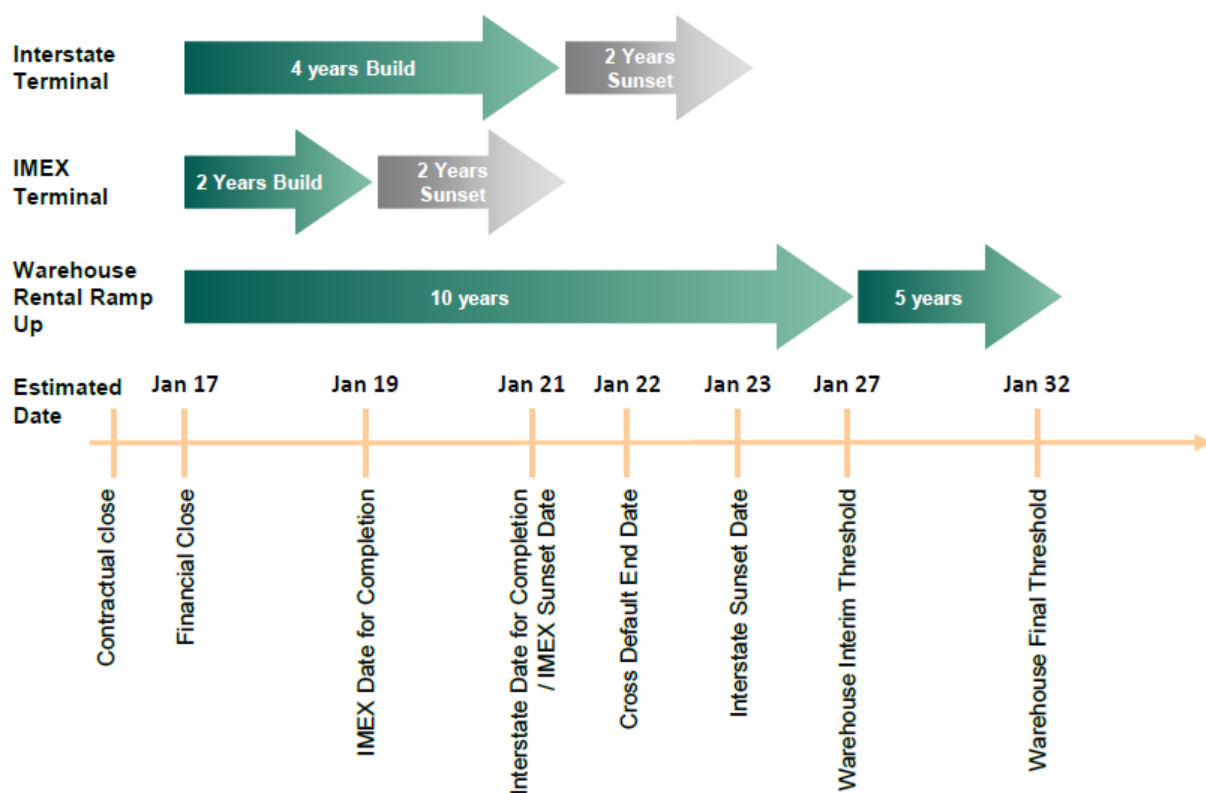 Interstate
Terminal
4 years Build
2 Years
Sunset
IMEX
Terminal
2 Years Build
2 Years
Sunset
Warehouse
Rental Ramp
Up
10 years
5 years
Estimated
Date
Jan 17
Jan 19
Jan 21
Jan 22
Jan 23
Jan 27
Jan 32
Contractual close
Financial Close
IMEX Date for Completion
Interstate Date for Completion
/ IMEX Sunset Date
Cross Default End Date
Interstate Sunset Date
Warehouse Interim Threshold
Warehouse Final Threshold